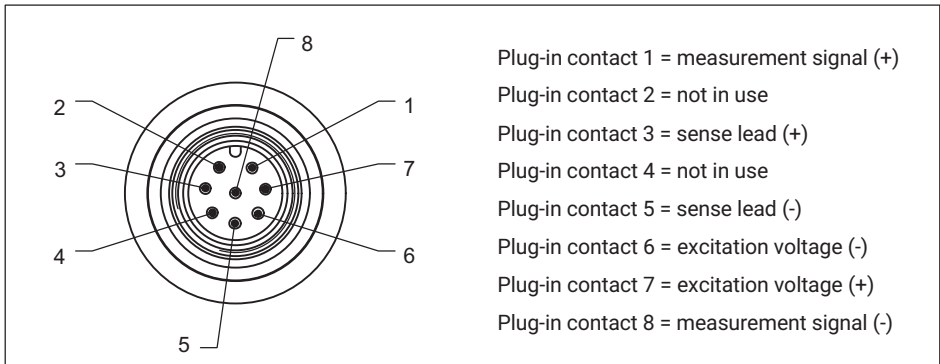 8
2
1
3
7
4
6
5
Plug-in contact 1 = measurement signal (+)
Plug-in contact 2 = not in use
Plug-in contact 3 = sense lead (+)
Plug-in contact 4 = not in use
Plug-in contact 5 = sense lead (-)
Plug-in contact 6 = excitation voltage (-)
Plug-in contact 7 = excitation voltage (+)
Plug-in contact 8 = measurement signal (-)